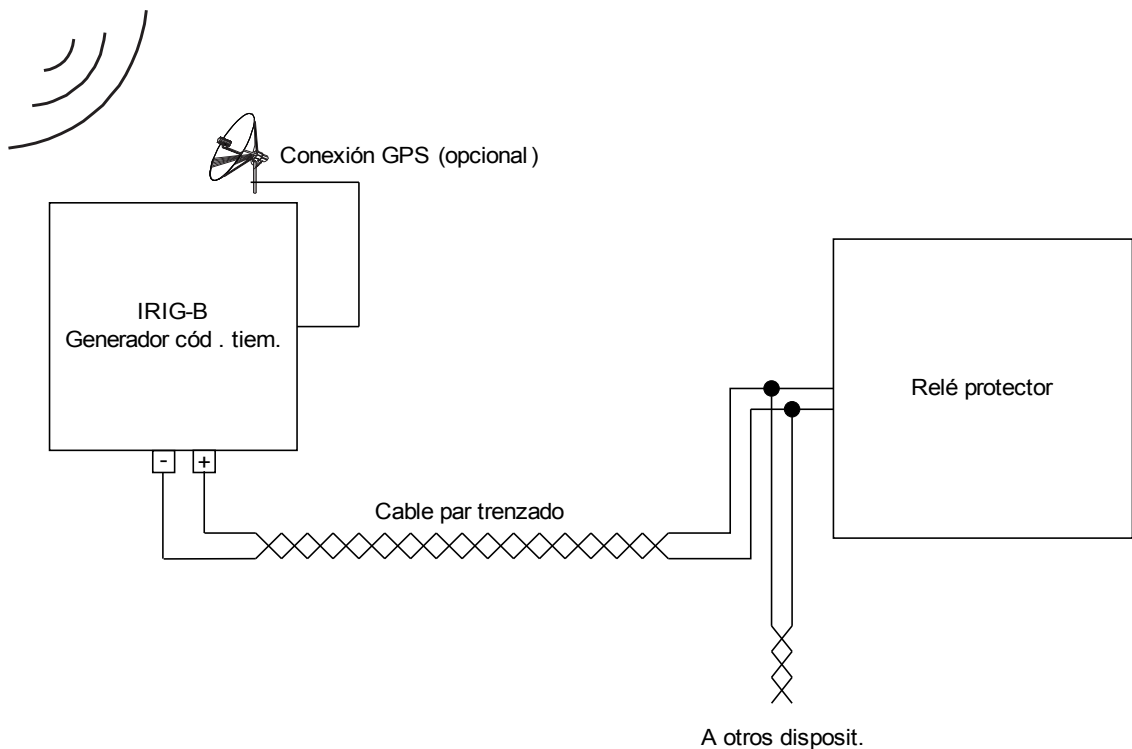 Conexión GPS (opcional)
IRIG-B
Generador cód . tiem.
Relé protector
- +
Cable par trenzado
A otros disposit.